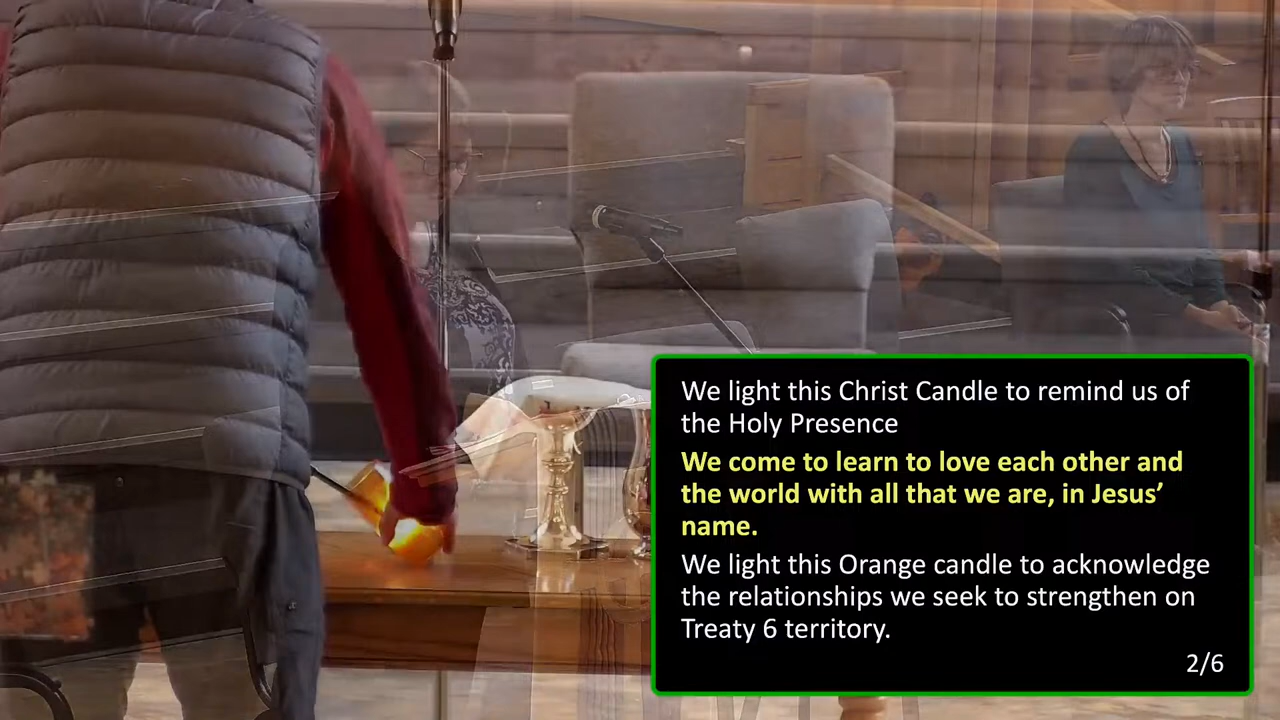 We light this Christ Candle to remind us of
the Holy Presence
We come to learn to love each other and
the world with all that we are, in Jesus’
name.
We light this Orange candle to acknowledge
the relationships we seek to strengthen on
Treaty 6 territory.
2/6